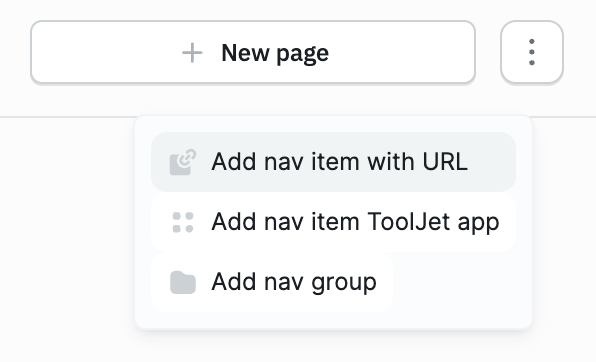 New page
Add nav item with URL
Add nav item ToolJet app
Add nav group